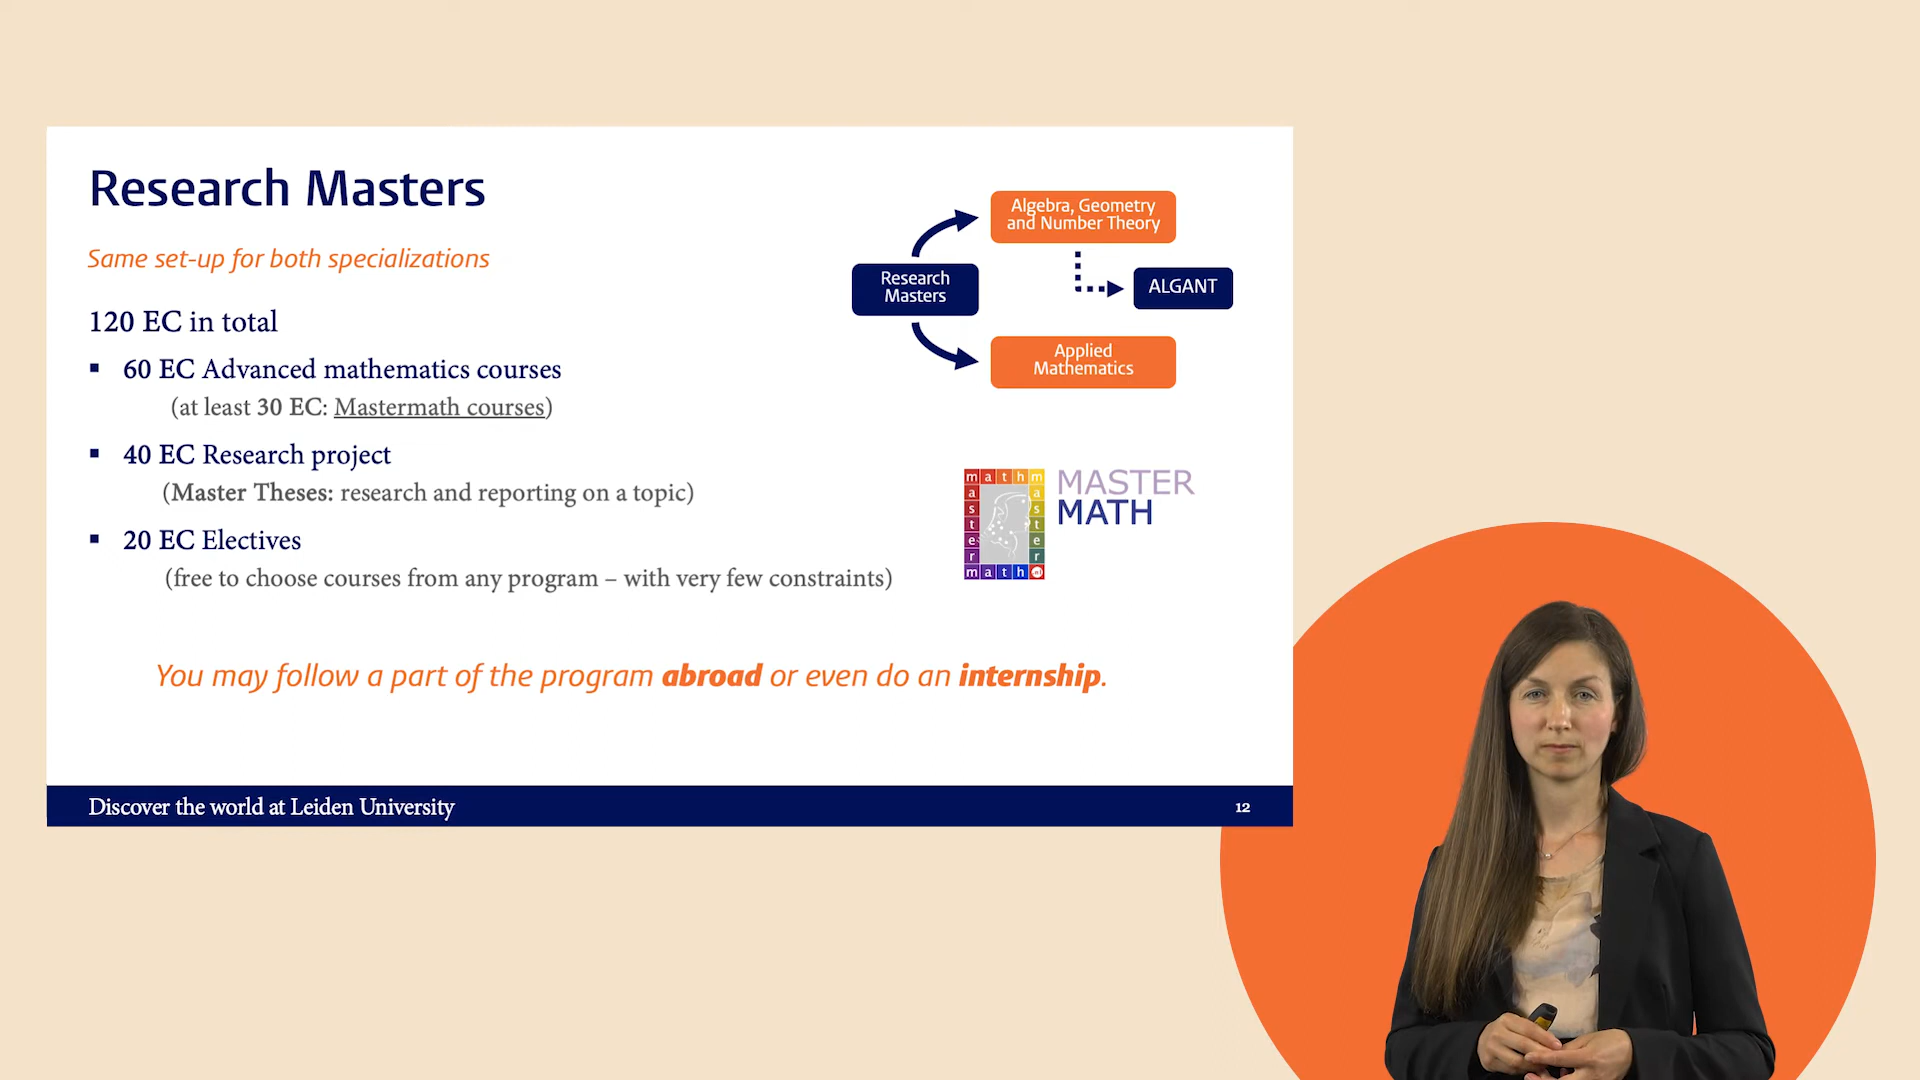 Research Masters
Same set-up for both specializations
120 EC in total
▪ 60 EC Advanced mathematics courses
(at least 30 EC: Mastermath courses)
▪ 40 EC Research project
(Master Theses: research and reporting on a topic)
▪ 20 EC Electives
(free to choose courses from any program – with very few constraints)
You may follow a part of the program abroad or even do an internship.
Research
Masters
Algebra, Geometry
and Number Theory
ALGANT
Applied
Mathematics
mathm
astermath
aster
MASTER
MATH
Discover the world at Leiden University
12